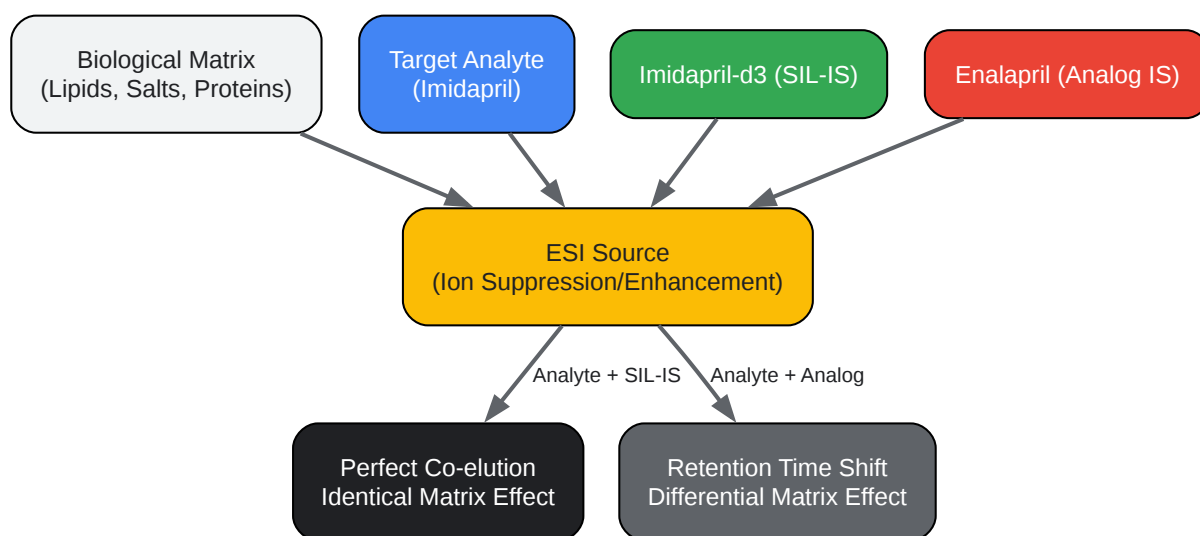 Biological Matrix
(Lipids, Salts, Proteins)
Target Analyte
(Imidapril)
Imidapril-d3 (SIL-IS)
Enalapril (Analog IS)
ESI Source
(Ion Suppression/Enhancement)
Analyte + SIL-IS
Analyte + Analog
Perfect Co-elution
Identical Matrix Effect
Retention Time Shift
Differential Matrix Effect